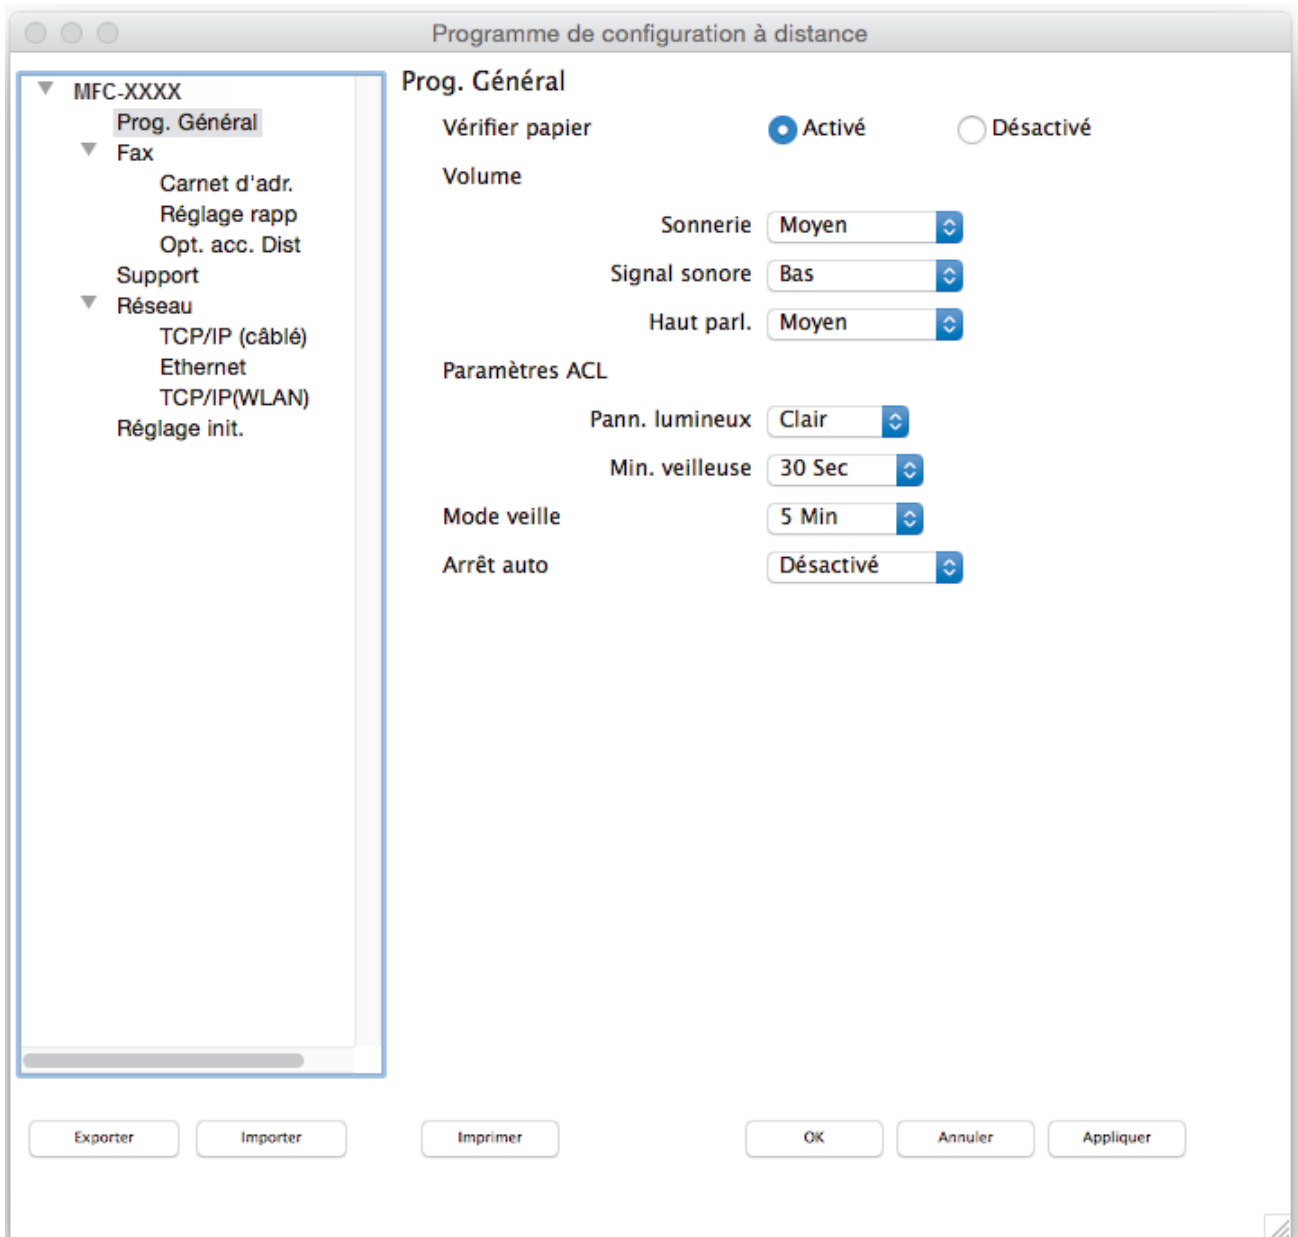 Programme de configuration à distance
MFC-XXXX
Prog. Général
Fax
Carnet d'adr.
Réglage rapp
Opt. acc. Dist
Support
Réseau
TCP/IP (câblé)
Ethernet
TCP/IP(WLAN)
Réglage init.
Prog. Général
Vérifier papier Activé Désactivé
Volume
Sonnerie Moyen
Signal sonore Bas
Haut parl. Moyen
Paramètres ACL
Pann. lumineux Clair
Min. veilleuse 30 Sec
Mode veille 5 Min
Arrêt auto Désactivé
Exporter Importer Imprimer OK Annuler Appliquer